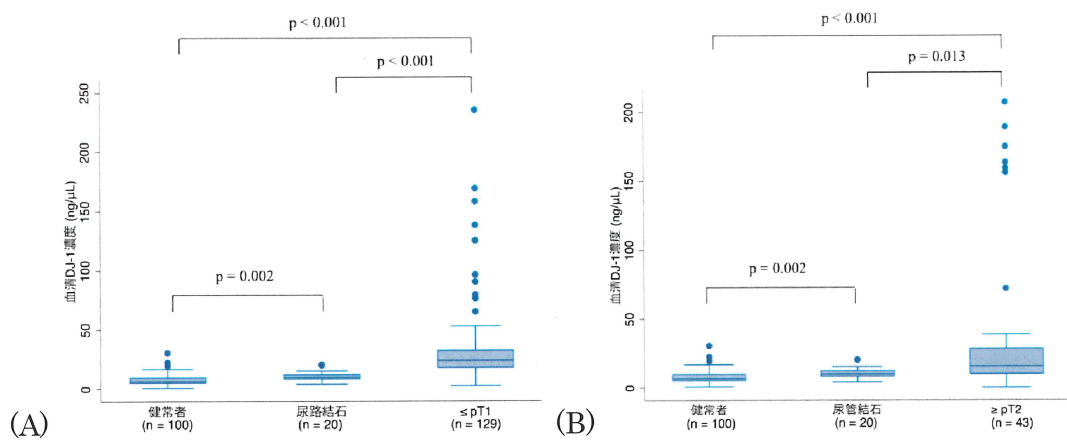 p < 0.001
p < 0.001
p = 0.002
血清DJ-1濃度 (ng/μL)
250
200
150
100
50
0
健常者
(n = 100)
尿路結石
(n = 20)
≤ pT1
(n = 129)
(A)
p < 0.001
p = 0.013
p = 0.002
血清DJ-1濃度 (ng/μL)
200
150
100
50
0
健常者
(n = 100)
尿管結石
(n = 20)
≥ pT2
(n = 43)
(B)